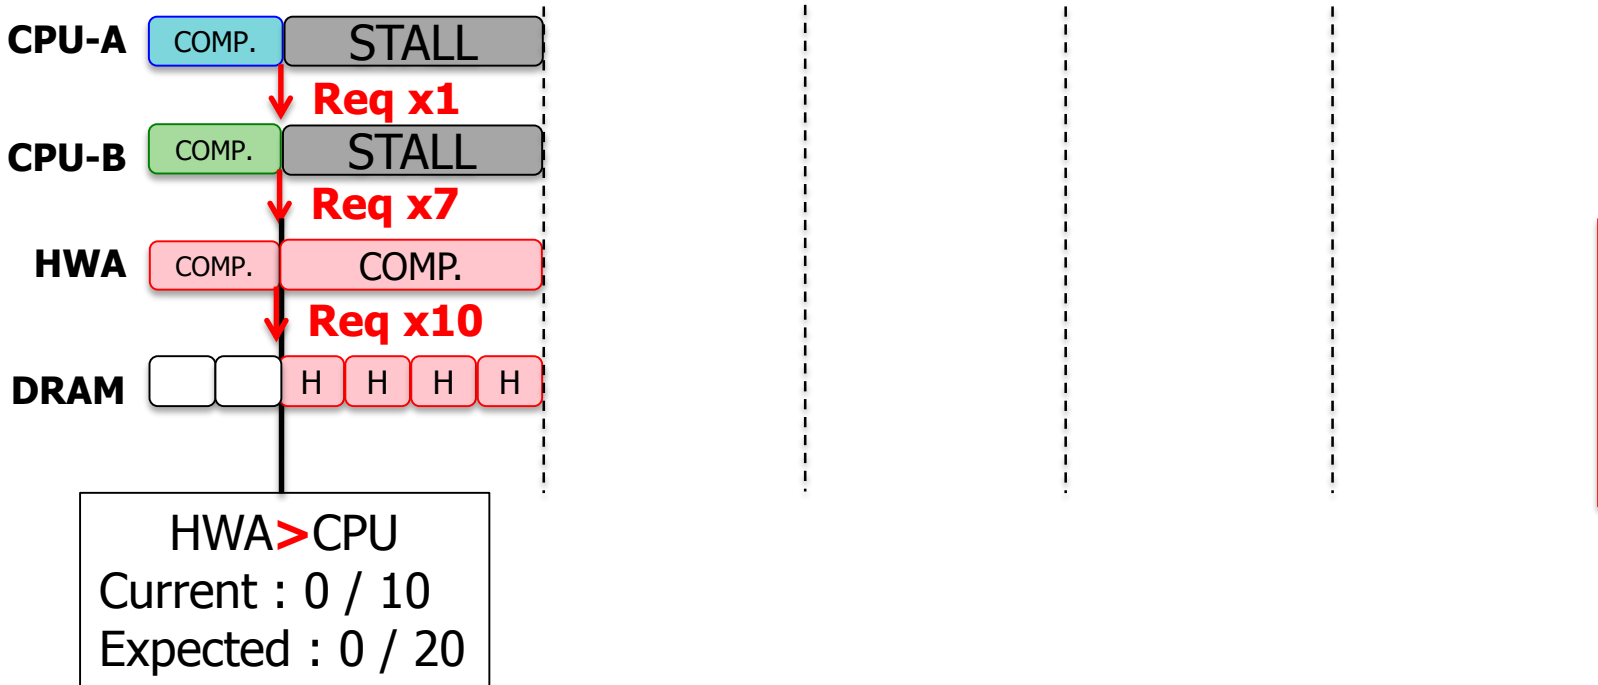 CPU-A COMP. STALL
Req x1
CPU-B COMP. STALL
Req x7
HWA COMP. COMP.
Req x10
DRAM H H H H
HWA>CPU
Current : 0 / 10
Expected : 0 / 20